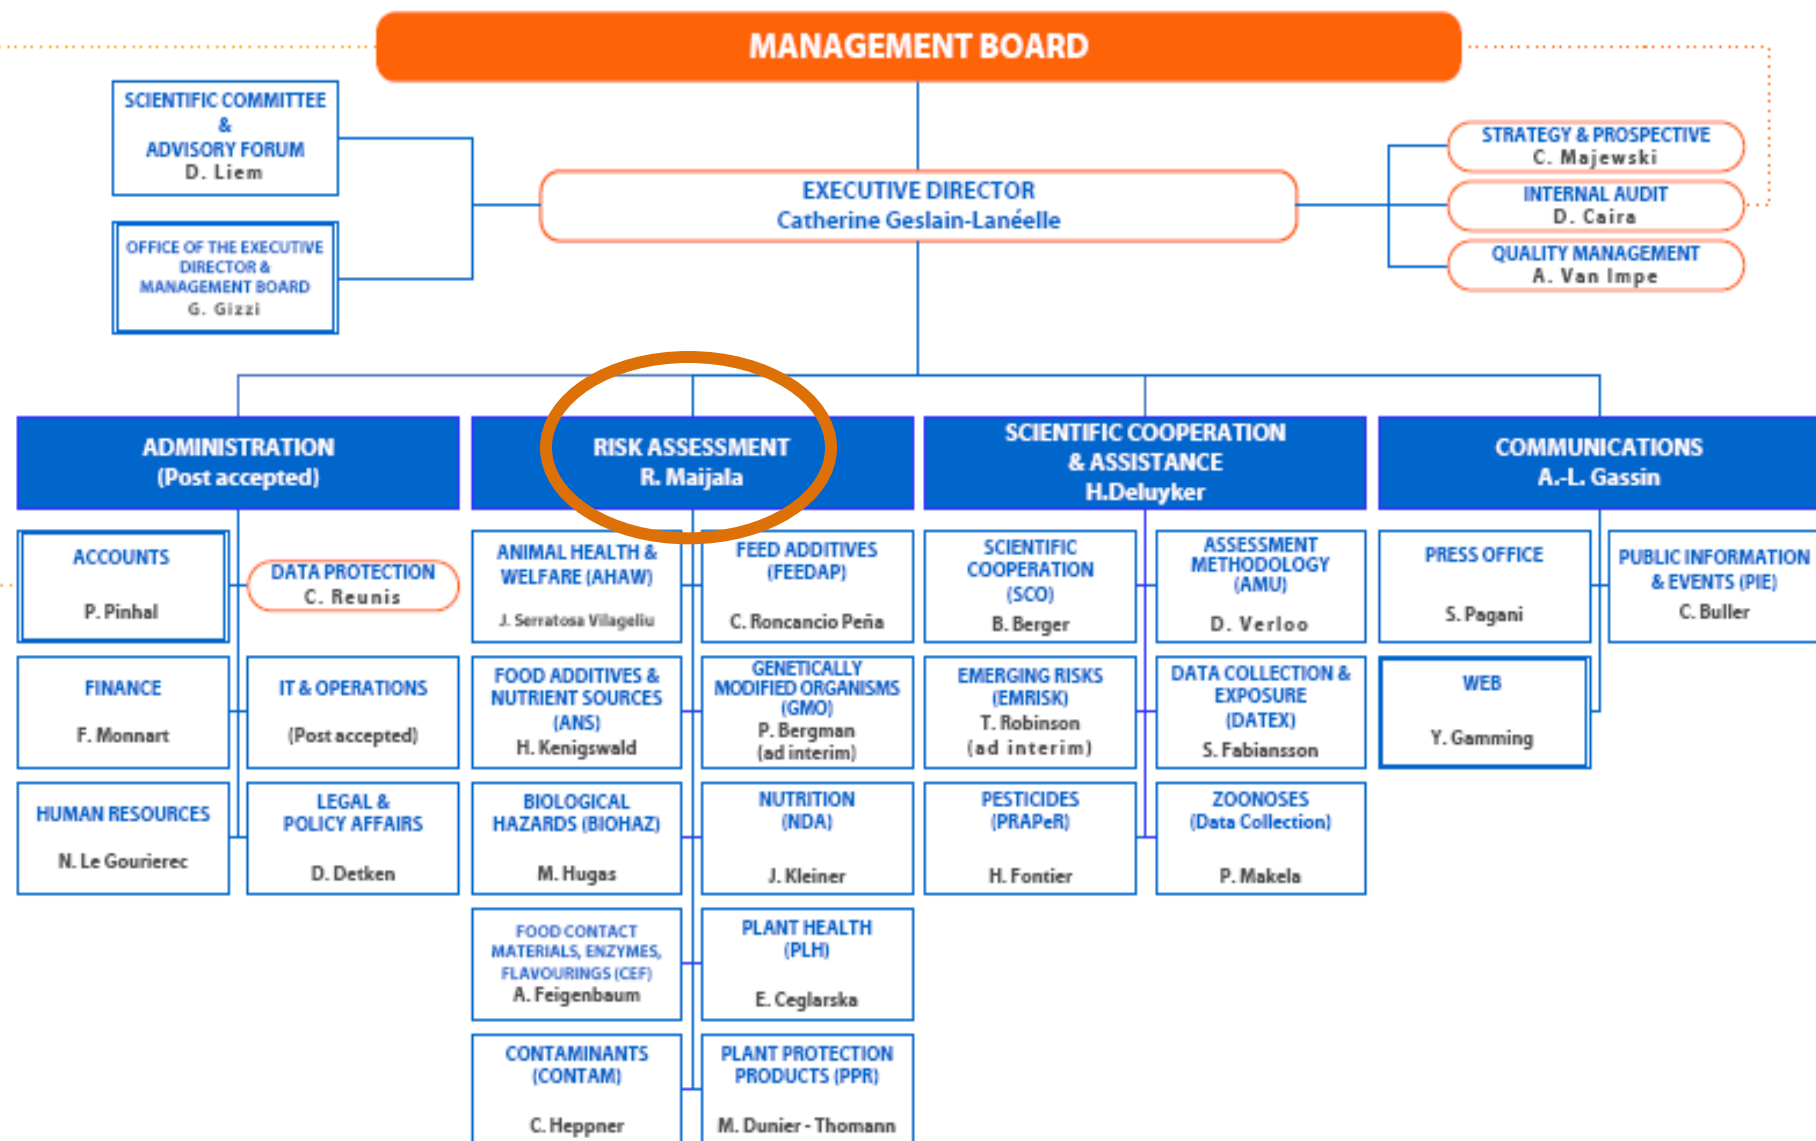 MANAGEMENT BOARD
SCIENTIFIC COMMITTEE
&
ADVISORY FORUM
D. Liem
OFFICE OF THE EXECUTIVE
DIRECTOR &
MANAGEMENT BOARD
G. Gizzi
EXECUTIVE DIRECTOR
Catherine Geslain-Lanéelle
STRATEGY & PROSPECTIVE
C. Majewski
INTERNAL AUDIT
D. Caira
QUALITY MANAGEMENT
A. Van Impe
ADMINISTRATION
(Post accepted)
ACCOUNTS
P. Pinhal
DATA PROTECTION
C. Reunis
FINANCE
F. Monnart
IT & OPERATIONS
(Post accepted)
HUMAN RESOURCES
N. Le Gourierec
LEGAL &
POLICY AFFAIRS
D. Detken
RISK ASSESSMENT
R. Maijala
ANIMAL HEALTH &
WELFARE (AHAW)
J. Serratosa Vilageliu
FEED ADDITIVES
(FEEDAP)
C. Roncancio Peña
FOOD ADDITIVES &
NUTRIENT SOURCES
(ANS)
H. Kenigswald
GENETICALLY
MODIFIED ORGANISMS
(GMO)
P. Bergman
(ad interim)
BIOLOGICAL
HAZARDS (BIOHAZ)
M. Hugas
NUTRITION
(NDA)
J. Kleiner
FOOD CONTACT
MATERIALS, ENZYMES,
FLAVOURINGS (CEF)
A. Feigenbaum
PLANT HEALTH
(PLH)
E. Ceglarska
CONTAMINANTS
(CONTAM)
C. Heppner
PLANT PROTECTION
PRODUCTS (PPR)
M. Dunier - Thomann
SCIENTIFIC COOPERATION
& ASSISTANCE
H.Deluyker
SCIENTIFIC
COOPERATION
(SCO)
B. Berger
ASSESSMENT
METHODOLOGY
(AMU)
D. Verloo
EMERGING RISKS
(EMRISK)
T. Robinson
(ad interim)
DATA COLLECTION &
EXPOSURE
(DATEX)
S. Fabiansson
PESTICIDES
(PRAPeR)
H. Fontier
ZOONOSES
(Data Collection)
P. Makela
COMMUNICATIONS
A.-L. Gassin
PRESS OFFICE
S. Pagani
PUBLIC INFORMATION
& EVENTS (PIE)
C. Buller
WEB
Y. Gamming